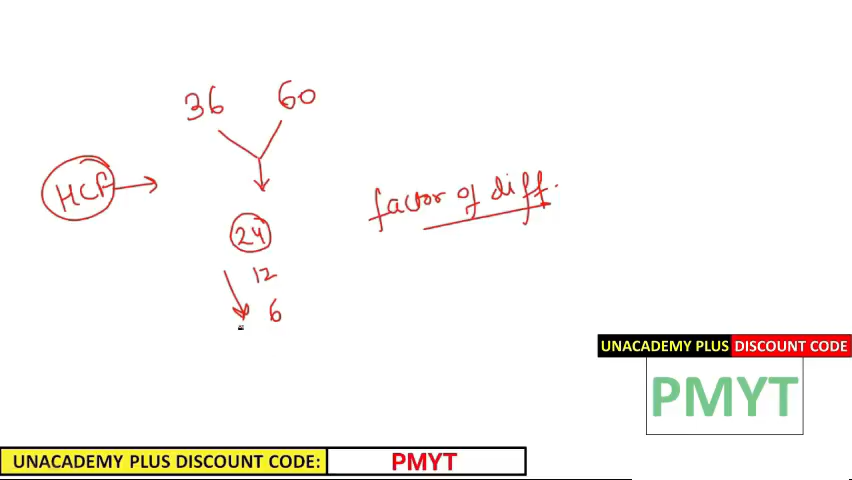 36 60
HCF
factor of diff.
24
12
6
UNACADEMY PLUS DISCOUNT CODE
PMYT
UNACADEMY PLUS DISCOUNT CODE: PMYT